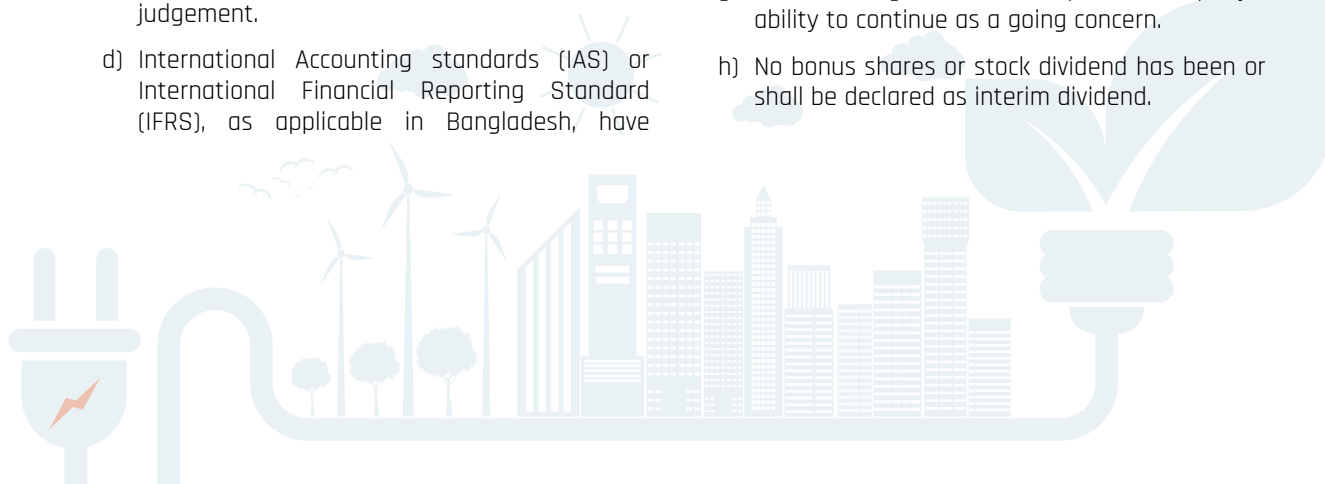 judgement.
d) International Accounting standards (IAS) or
International Financial Reporting Standard
(IFRS), as applicable in Bangladesh, have
ability to continue as a going concern.
h) No bonus shares or stock dividend has been or
shall be declared as interim dividend.